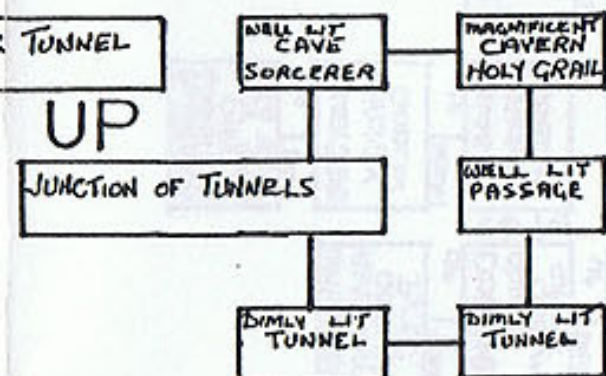 TUNNEL
WELL LIT
CAVE
SORCERER
MAGNIFICENT
CAVERN
HOLY GRAIL
UP
JUNCTION OF TUNNELS
WELL LIT
PASSAGE
DIMLY LIT
TUNNEL
DIMLY LIT
TUNNEL